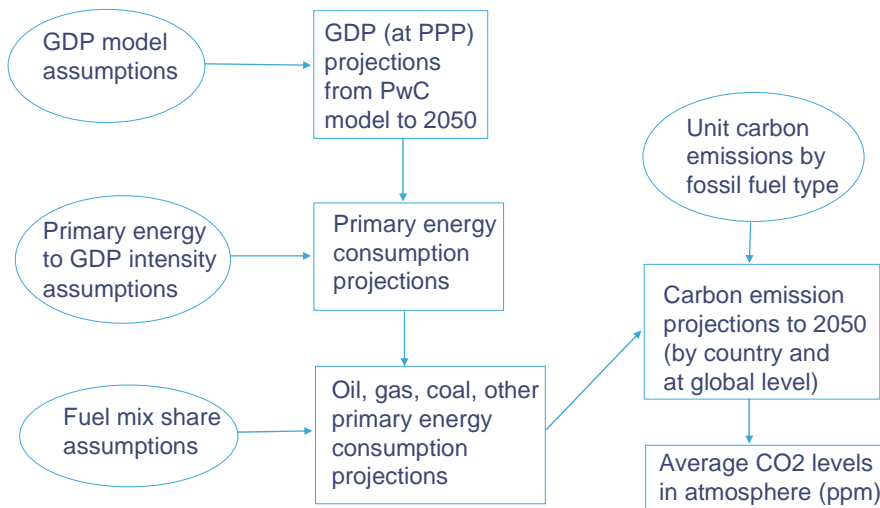 GDP model
assumptions
GDP (at PPP)
projections
from PwC
model to 2050
Primary energy
to GDP intensity
assumptions
Primary energy
consumption
projections
Fuel mix share
assumptions
Oil, gas, coal, other
primary energy
consumption
projections
Unit carbon
emissions by
fossil fuel type
Carbon emission
projections to 2050
(by country and
at global level)
Average CO2 levels
in atmosphere (ppm)